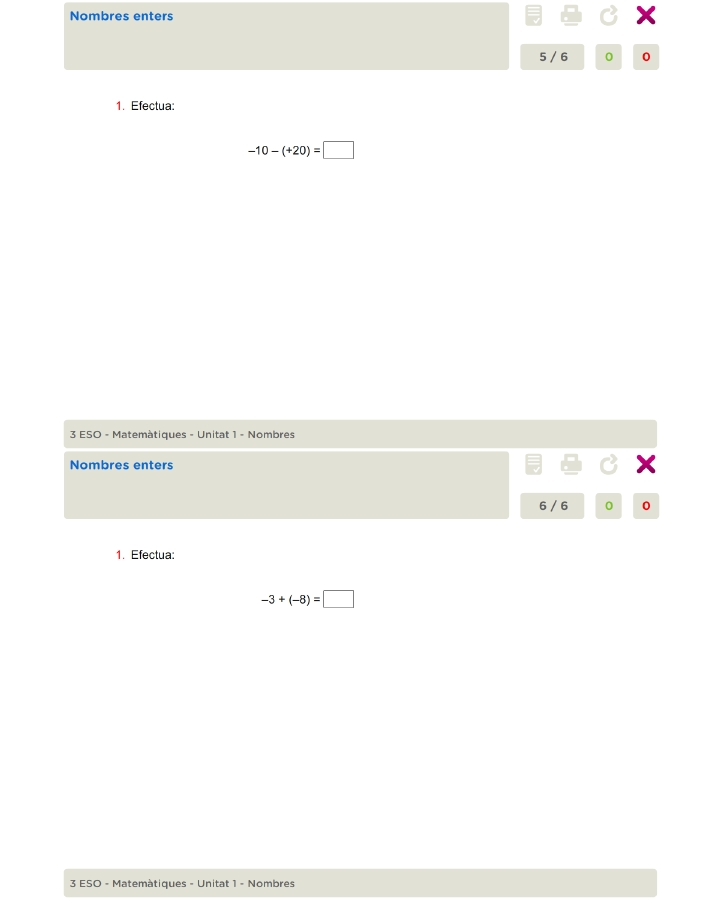 Nombres enters
5 / 6
0
0
1. Efectua:
–10 – (+20) =
3 ESO - Matemàtiques - Unitat 1 - Nombres
Nombres enters
6 / 6
0
0
1. Efectua:
–3 + (–8) =
3 ESO - Matemàtiques - Unitat 1 - Nombres